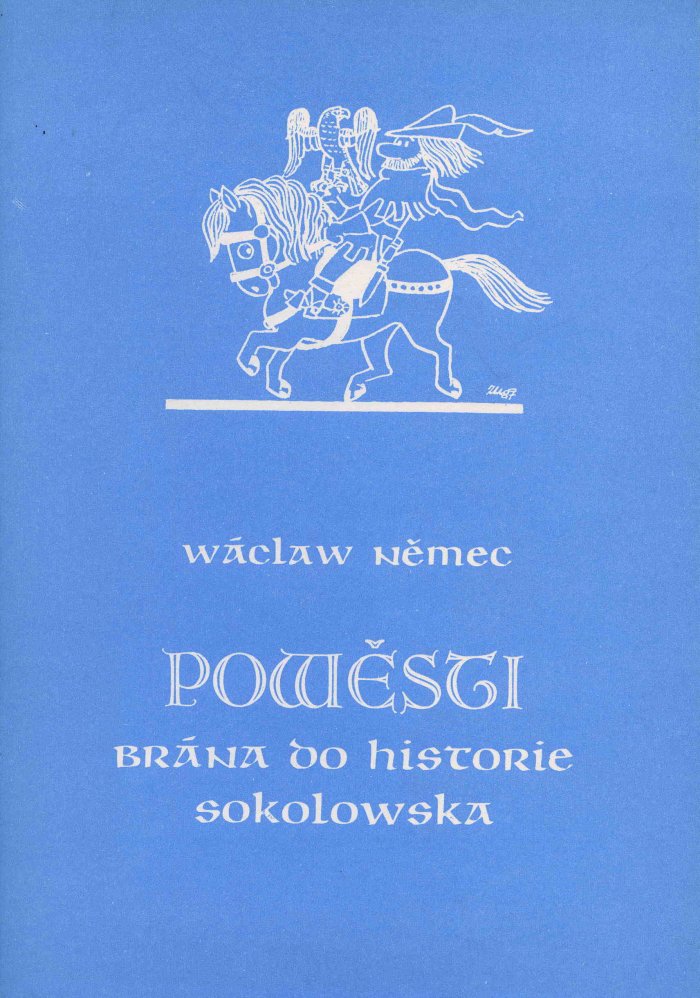 Wáclaw Němec
POWĚSTI
BRÁNA do historie
sokolowska